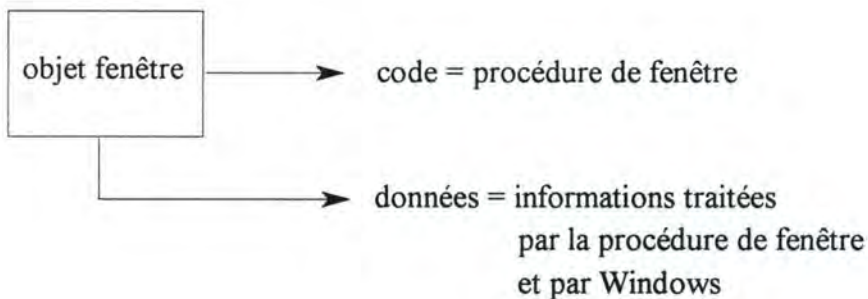 objet fenêtre
code = procédure de fenêtre
données = informations traitées
par la procédure de fenêtre
et par Windows